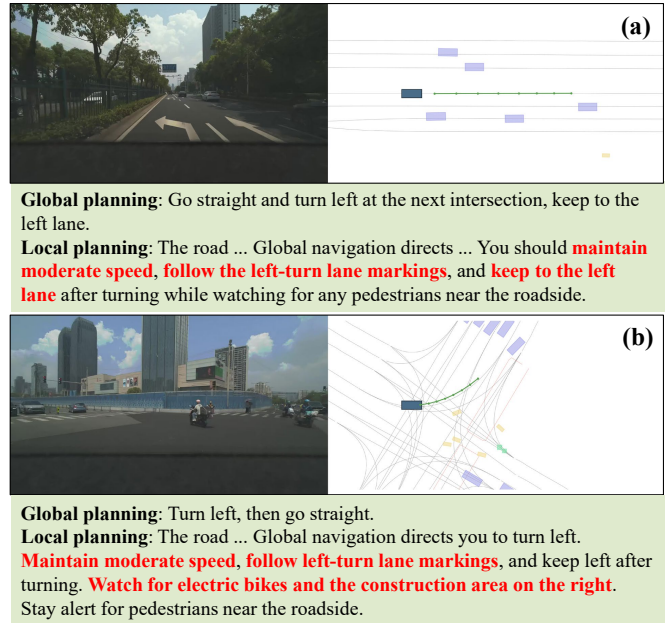 (a)
Global planning: Go straight and turn left at the next intersection, keep to the
left lane.
Local planning: The road ... Global navigation directs ... You should maintain
moderate speed, follow the left-turn lane markings, and keep to the left
lane after turning while watching for any pedestrians near the roadside.
(b)
Global planning: Turn left, then go straight.
Local planning: The road ... Global navigation directs you to turn left.
Maintain moderate speed, follow left-turn lane markings, and keep left after
turning. Watch for electric bikes and the construction area on the right.
Stay alert for pedestrians near the roadside.